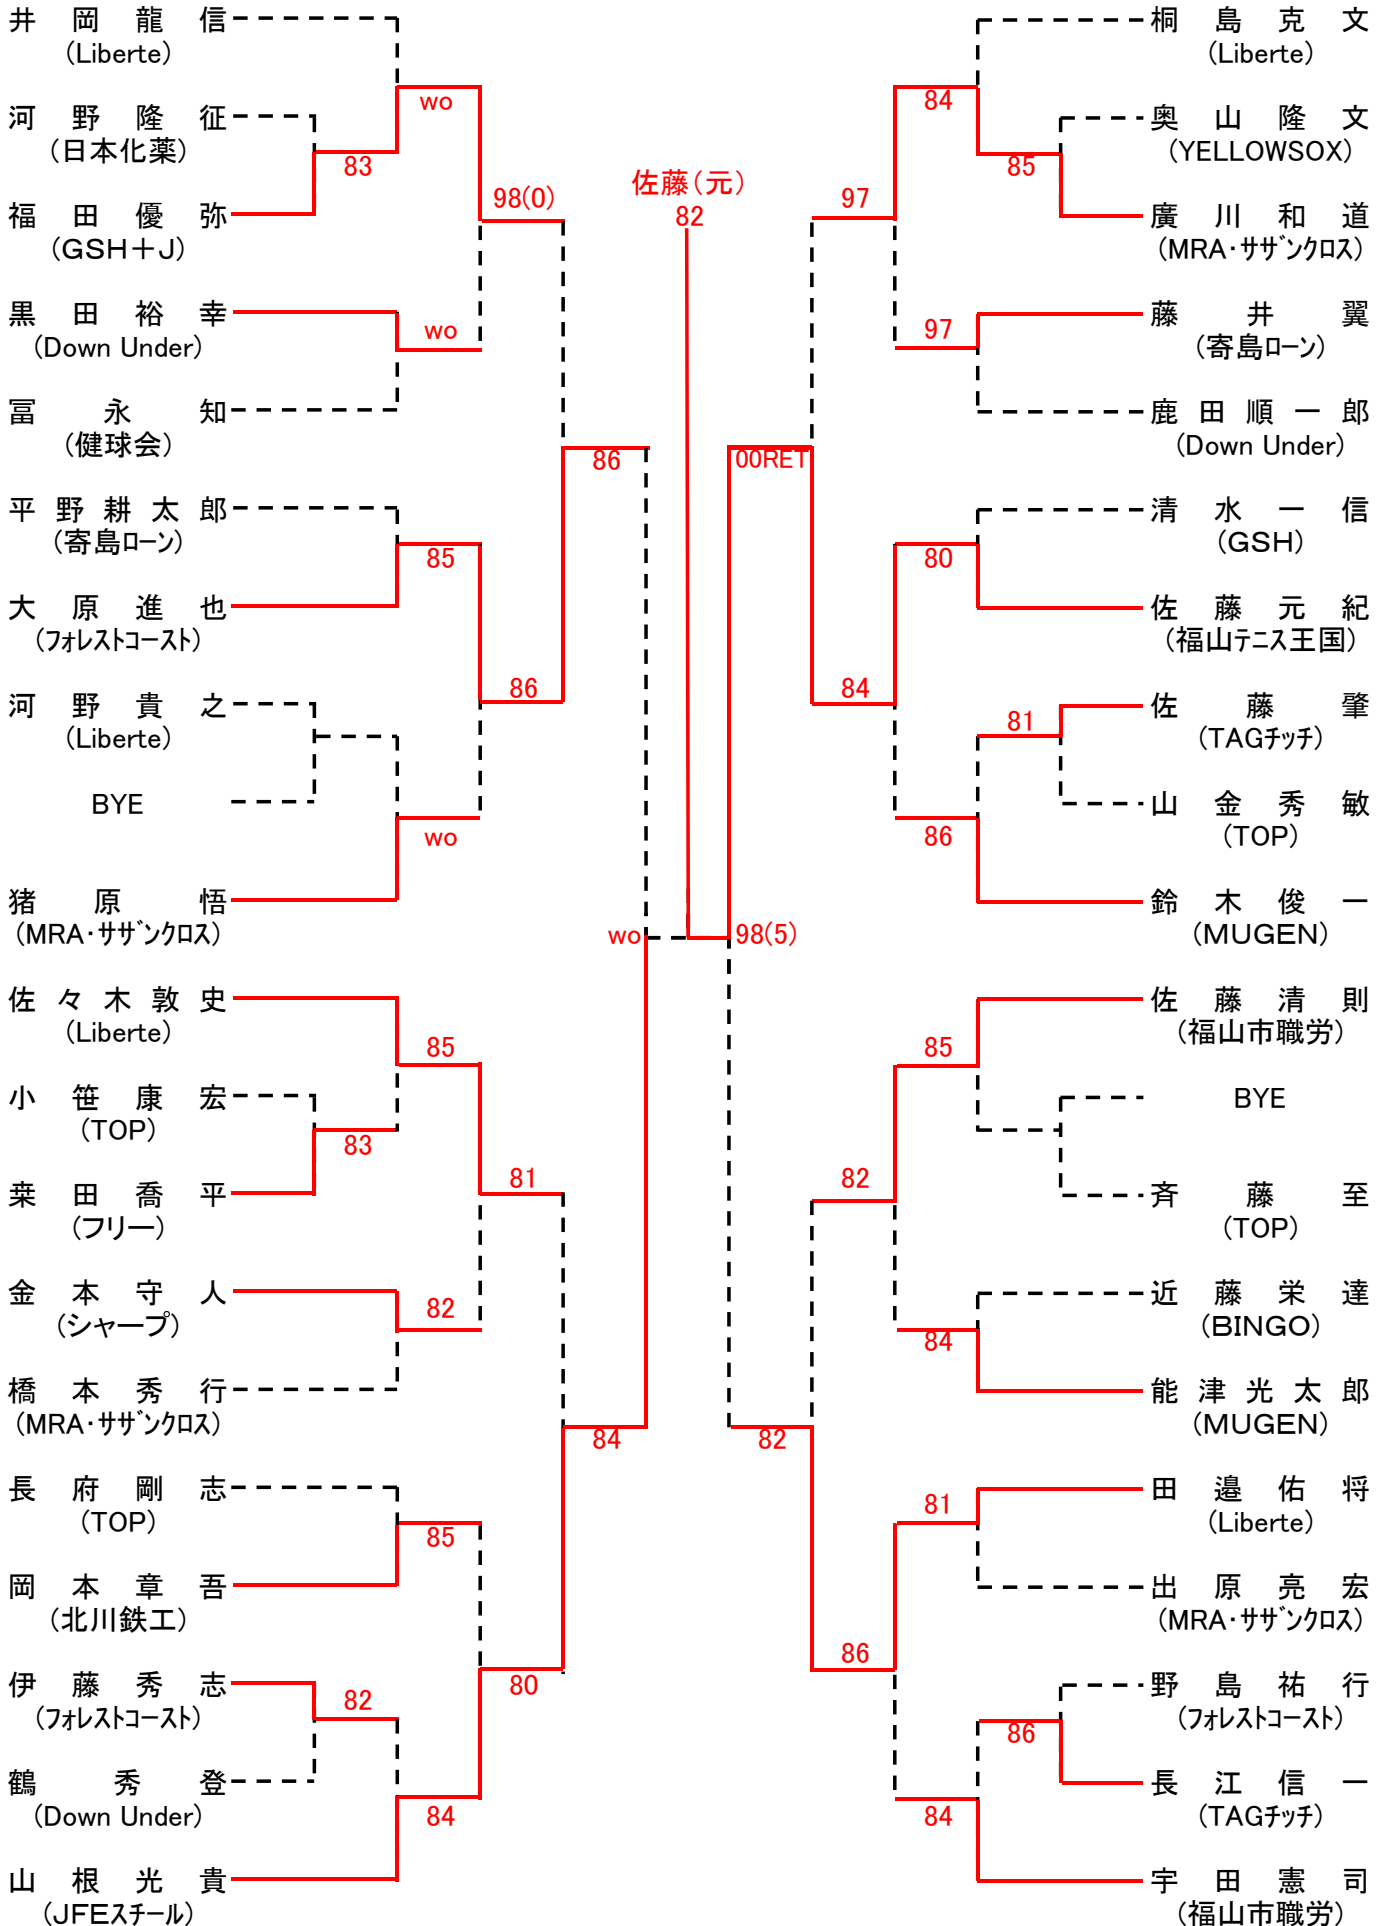 井岡龍信
(Liberte)
河野隆征
(日本化薬)
福田優弥
(GSH＋J)
黒田裕幸
(Down Under)
冨永知
(健球会)
平野耕太郎
(寄島ローン)
大原進也
(フォレストコースト)
河野貴之
(Liberte)
BYE
猪原悟
(MRA・サザンクロス)
佐々木敦史
(Liberte)
小笹康宏
(TOP)
桒田喬平
(フリー)
金本守人
(シャープ)
橋本秀行
(MRA・サザンクロス)
長府剛志
(TOP)
岡本章吾
(北川鉄工)
伊藤秀志
(フォレストコースト)
鶴秀登
(Down Under)
山根光貴
(JFEスチール)
wo
83
98(0)
wo
86
85
86
wo
wo
85
83
81
82
84
85
80
82
84
佐藤(元)
82
98(5)
84
85
97
97
00RET
80
84
81
86
85
82
84
82
81
86
86
84
桐島克文
(Liberte)
奥山隆文
(YELLOWSOX)
廣川和道
(MRA・サザンクロス)
藤井翼
(寄島ローン)
鹿田順一郎
(Down Under)
清水一信
(GSH)
佐藤元紀
(福山テニス王国)
佐藤肇
(TAGチッチ)
山金秀敏
(TOP)
鈴木俊一
(MUGEN)
佐藤清則
(福山市職労)
BYE
斉藤至
(TOP)
近藤栄達
(BINGO)
能津光太郎
(MUGEN)
田邉佑将
(Liberte)
出原亮宏
(MRA・サザンクロス)
野島祐行
(フォレストコースト)
長江信一
(TAGチッチ)
宇田憲司
(福山市職労)